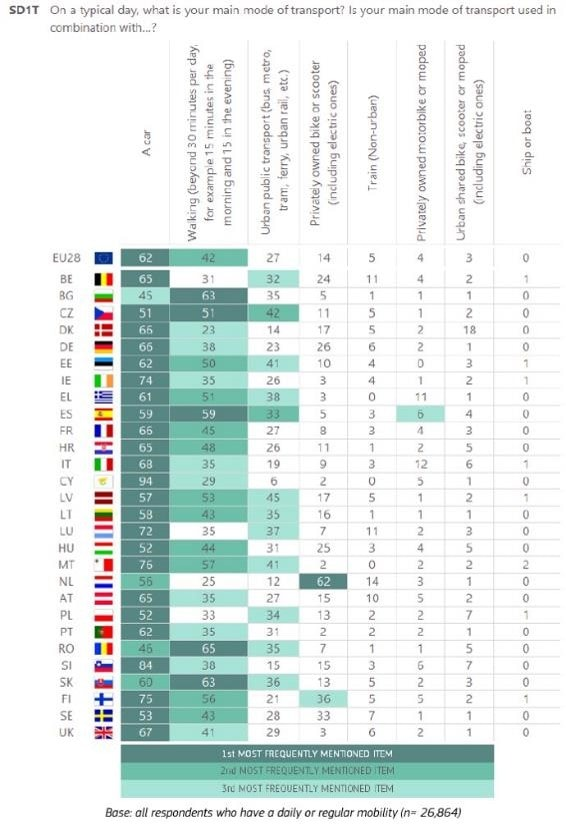 SD1T On a typical day, what is your main mode of transport? Is your main mode of transport used in
combination with...?
A car
Walking (beyond 30 minutes per day,
for example 15 minutes in the
morning and 15 in the evening)
Urban public transport (bus, metro,
tram, ferry, urban rail, etc.)
Privately owned bike or scooter
(including electric ones)
Train (Non-urban)
Privately owned motorbike or moped
Urban shared bike, scooter or moped
(including electric ones)
Ship or boat
EU28 62 42 27 14 5 4 3 0
BE 65 31 32 24 11 4 2 1
BG 45 63 35 5 1 1 1 0
CZ 51 51 42 11 5 1 2 0
DK 66 23 14 17 5 2 18 0
DE 66 38 23 26 6 2 1 0
EE 62 50 41 10 4 0 3 1
IE 74 35 26 3 4 1 2 1
EL 61 51 38 3 0 11 1 0
ES 59 59 33 5 3 6 4 0
FR 66 45 27 8 3 4 3 0
HR 65 48 26 11 1 2 5 0
IT 68 35 19 9 3 12 6 1
CY 94 29 6 2 0 5 1 0
LV 57 53 45 17 5 1 2 1
LT 58 43 35 16 1 1 1 0
LU 72 35 37 7 11 2 3 0
HU 52 44 31 25 3 4 5 0
MT 76 57 41 2 0 2 2 2
NL 56 25 12 62 14 3 1 0
AT 65 35 27 15 10 5 2 0
PL 52 33 34 13 2 2 7 1
PT 62 35 31 2 2 2 1 0
RO 46 65 35 7 1 1 5 0
SI 84 38 15 15 3 6 7 0
SK 60 63 36 13 5 2 3 0
FI 75 56 21 36 5 5 2 1
SE 53 43 28 33 7 1 1 0
UK 67 41 29 3 6 2 1 0
1st MOST FREQUENTLY MENTIONED ITEM
2nd MOST FREQUENTLY MENTIONED ITEM
3rd MOST FREQUENTLY MENTIONED ITEM
Base: all respondents who have a daily or regular mobility (n= 26,864)